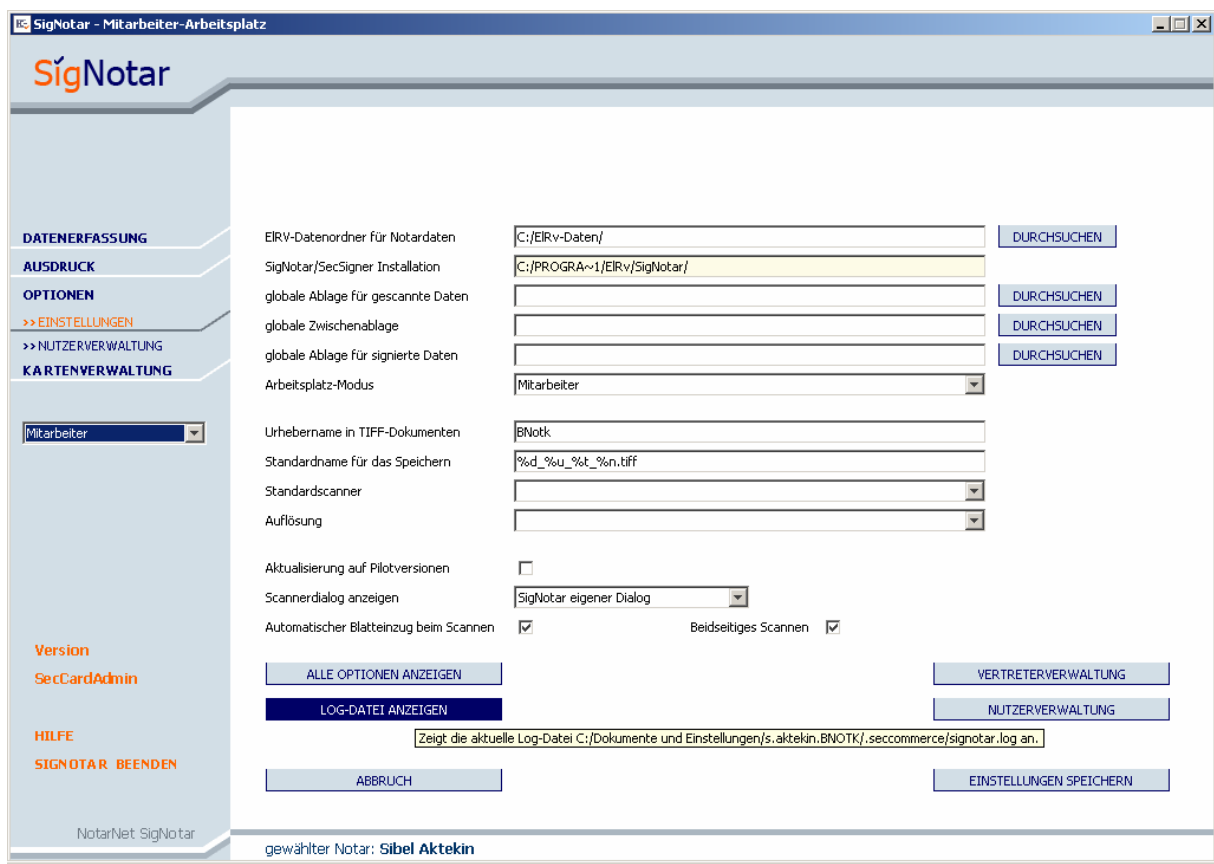 SigNotar - Mitarbeiter-Arbeitsplatz
SigNotar
DATENERFASSUNG
AUSDRUCK
OPTIONEN
>>EINSTELLUNGEN
>>NUTZERVERWALTUNG
KARTENVERWALTUNG
Mitarbeiter
Version
SecCardAdmin
HILFE
SIGNOTAR BEENDEN
NotarNet SigNotar
ElRV-Datenordner für Notardaten C:/ElRv-Daten/ DURCHSUCHEN
SigNotar/SecSigner Installation C:/PROGRA~1/ElRv/SigNotar/
globale Ablage für gescannte Daten DURCHSUCHEN
globale Zwischenablage DURCHSUCHEN
globale Ablage für signierte Daten DURCHSUCHEN
Arbeitsplatz-Modus Mitarbeiter
Urhebername in TIFF-Dokumenten BNotk
Standardname für das Speichern %d_%u_%t_%n.tiff
Standardscanner
Auflösung
Aktualisierung auf Pilotversionen
Scannerdialog anzeigen SigNotar eigener Dialog
Automatischer Blatteinzug beim Scannen Beidseitiges Scannen
ALLE OPTIONEN ANZEIGEN VERTRETERVERWALTUNG
LOG-DATEI ANZEIGEN NUTZERVERWALTUNG
Zeigt die aktuelle Log-Datei C:/Dokumente und Einstellungen/s.aktekin.BNOTK/.seccommerce/signotar.log an.
ABBRUCH EINSTELLUNGEN SPEICHERN
gewählter Notar: Sibel Aktekin